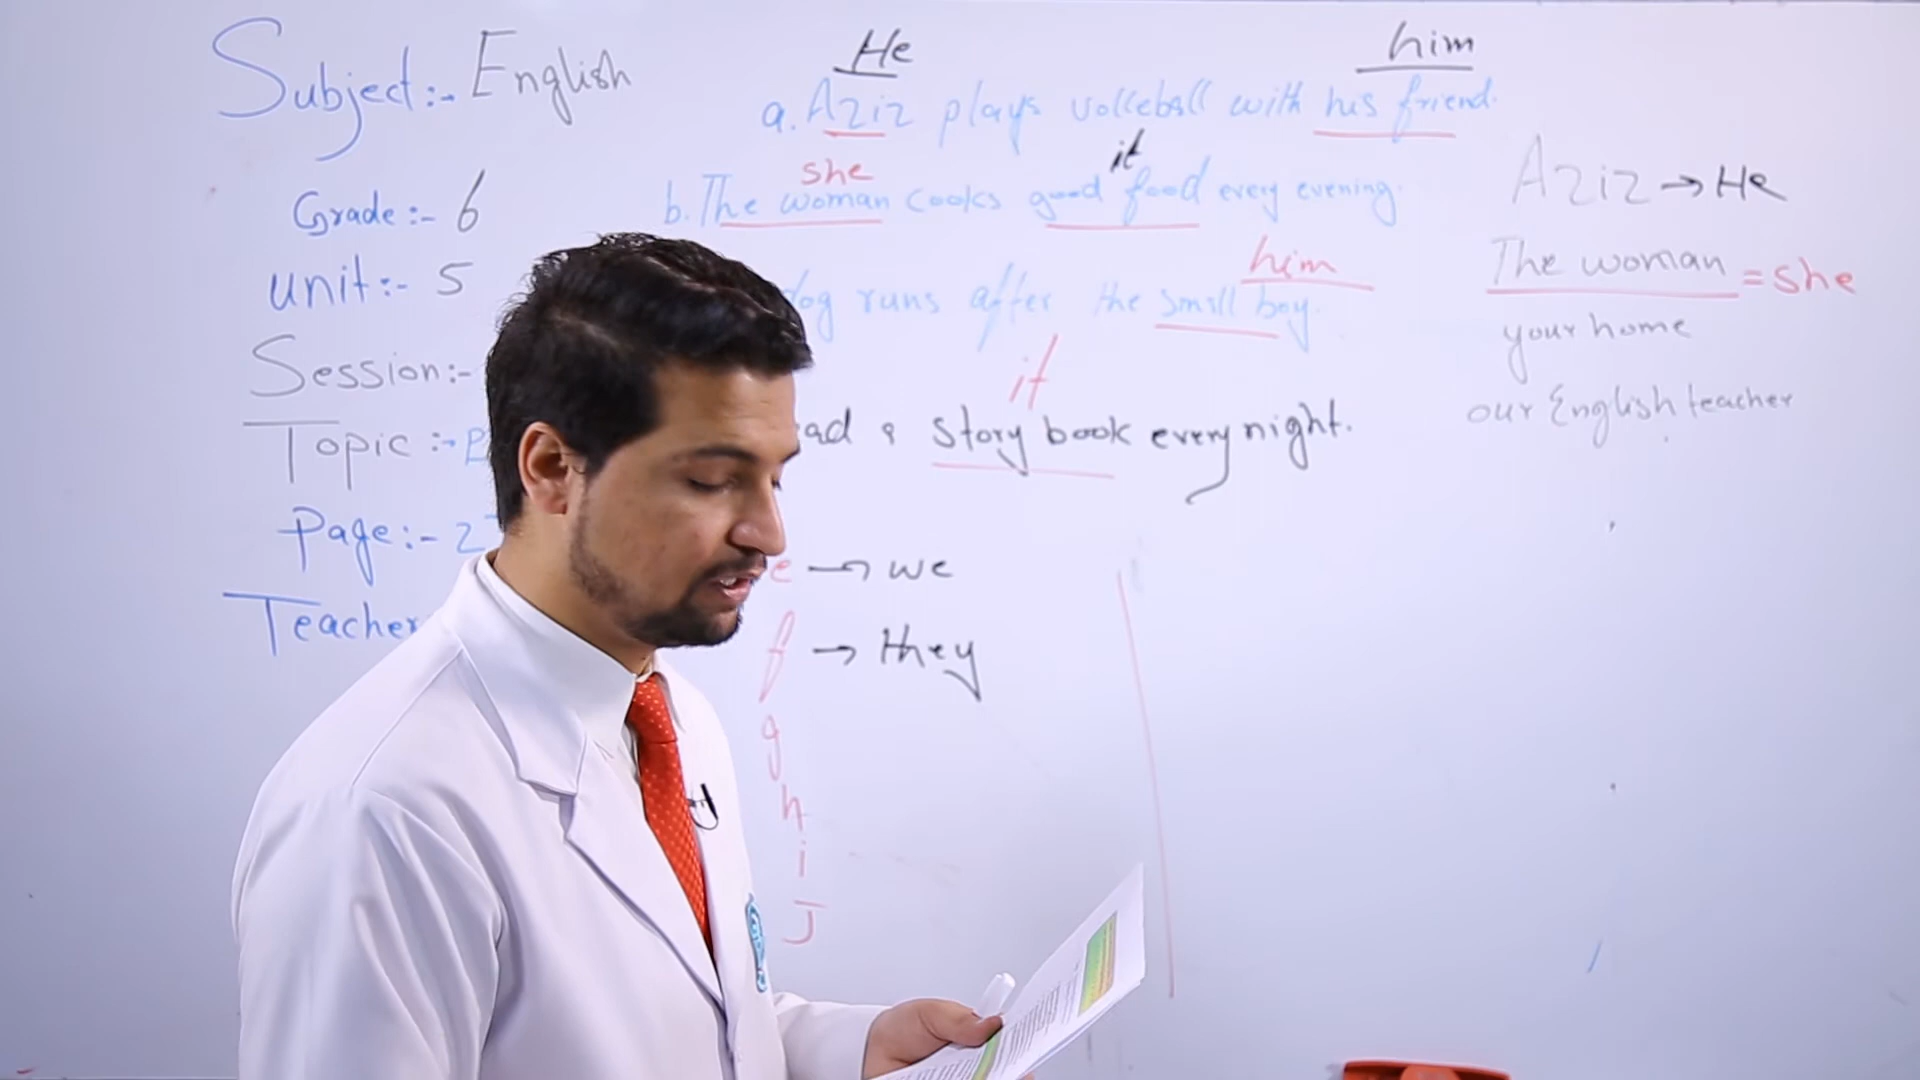 Subject:- English
Grade:- 6
unit:- 5
Session:-
Topic:-
Page:- 2
Teacher
He
him
a. Aziz plays volleball with his friend.
she
it
b. The woman cooks good food every evening.
him
dog runs after the small boy.
it
ad a story book every night.
e → we
f → they
g
h
i
J
Aziz → He
The woman = she
your home
our English teacher